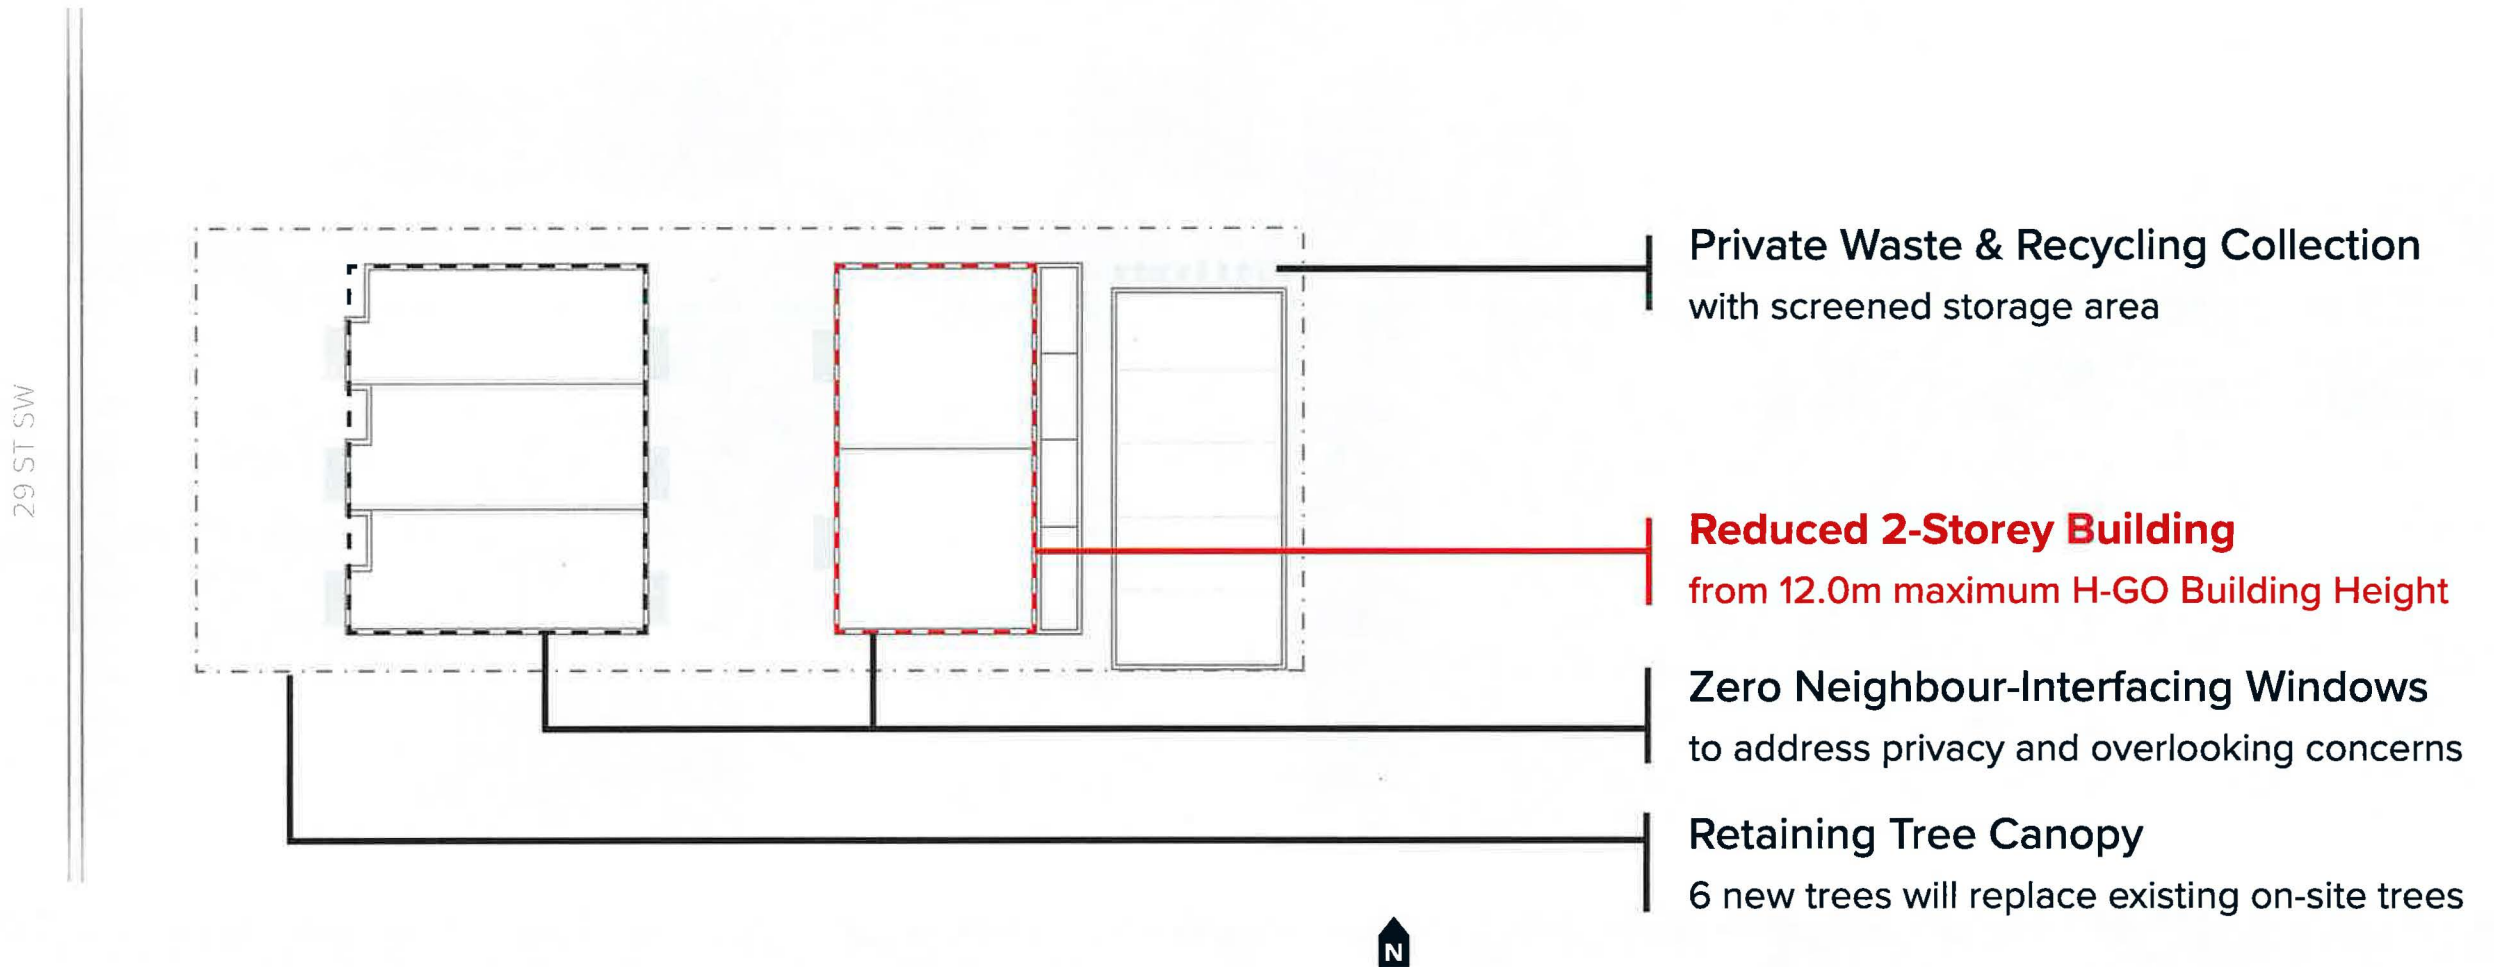 29 ST SW
Private Waste & Recycling Collection
with screened storage area
Reduced 2-Storey Building
from 12.0m maximum H-GO Building Height
Zero Neighbour-Interfacing Windows
to address privacy and overlooking concerns
Retaining Tree Canopy
6 new trees will replace existing on-site trees
N